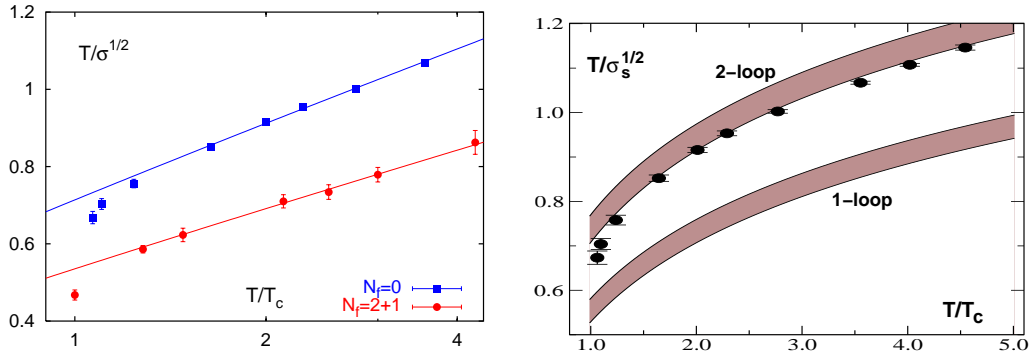 T/σ^{1/2}
1.2
1
0.8
0.6
0.4
T/T_c
N_f=0
N_f=2+1
1
2
4
T/σ_s^{1/2}
1.2
1.0
0.8
0.6
2–loop
1–loop
T/T_c
1.0
2.0
3.0
4.0
5.0